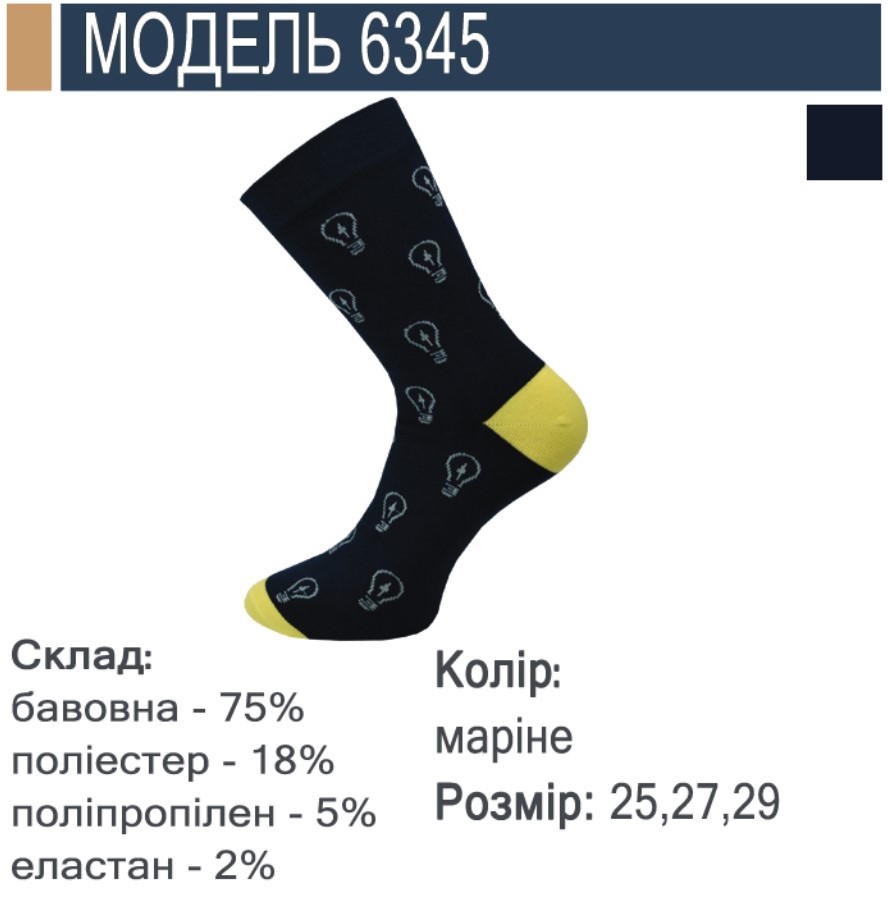 МОДЕЛЬ 6345
Склад:
бавовна - 75%
поліестер - 18%
поліпропілен - 5%
еластан - 2%
Колір:
маріне
Розмір: 25,27,29